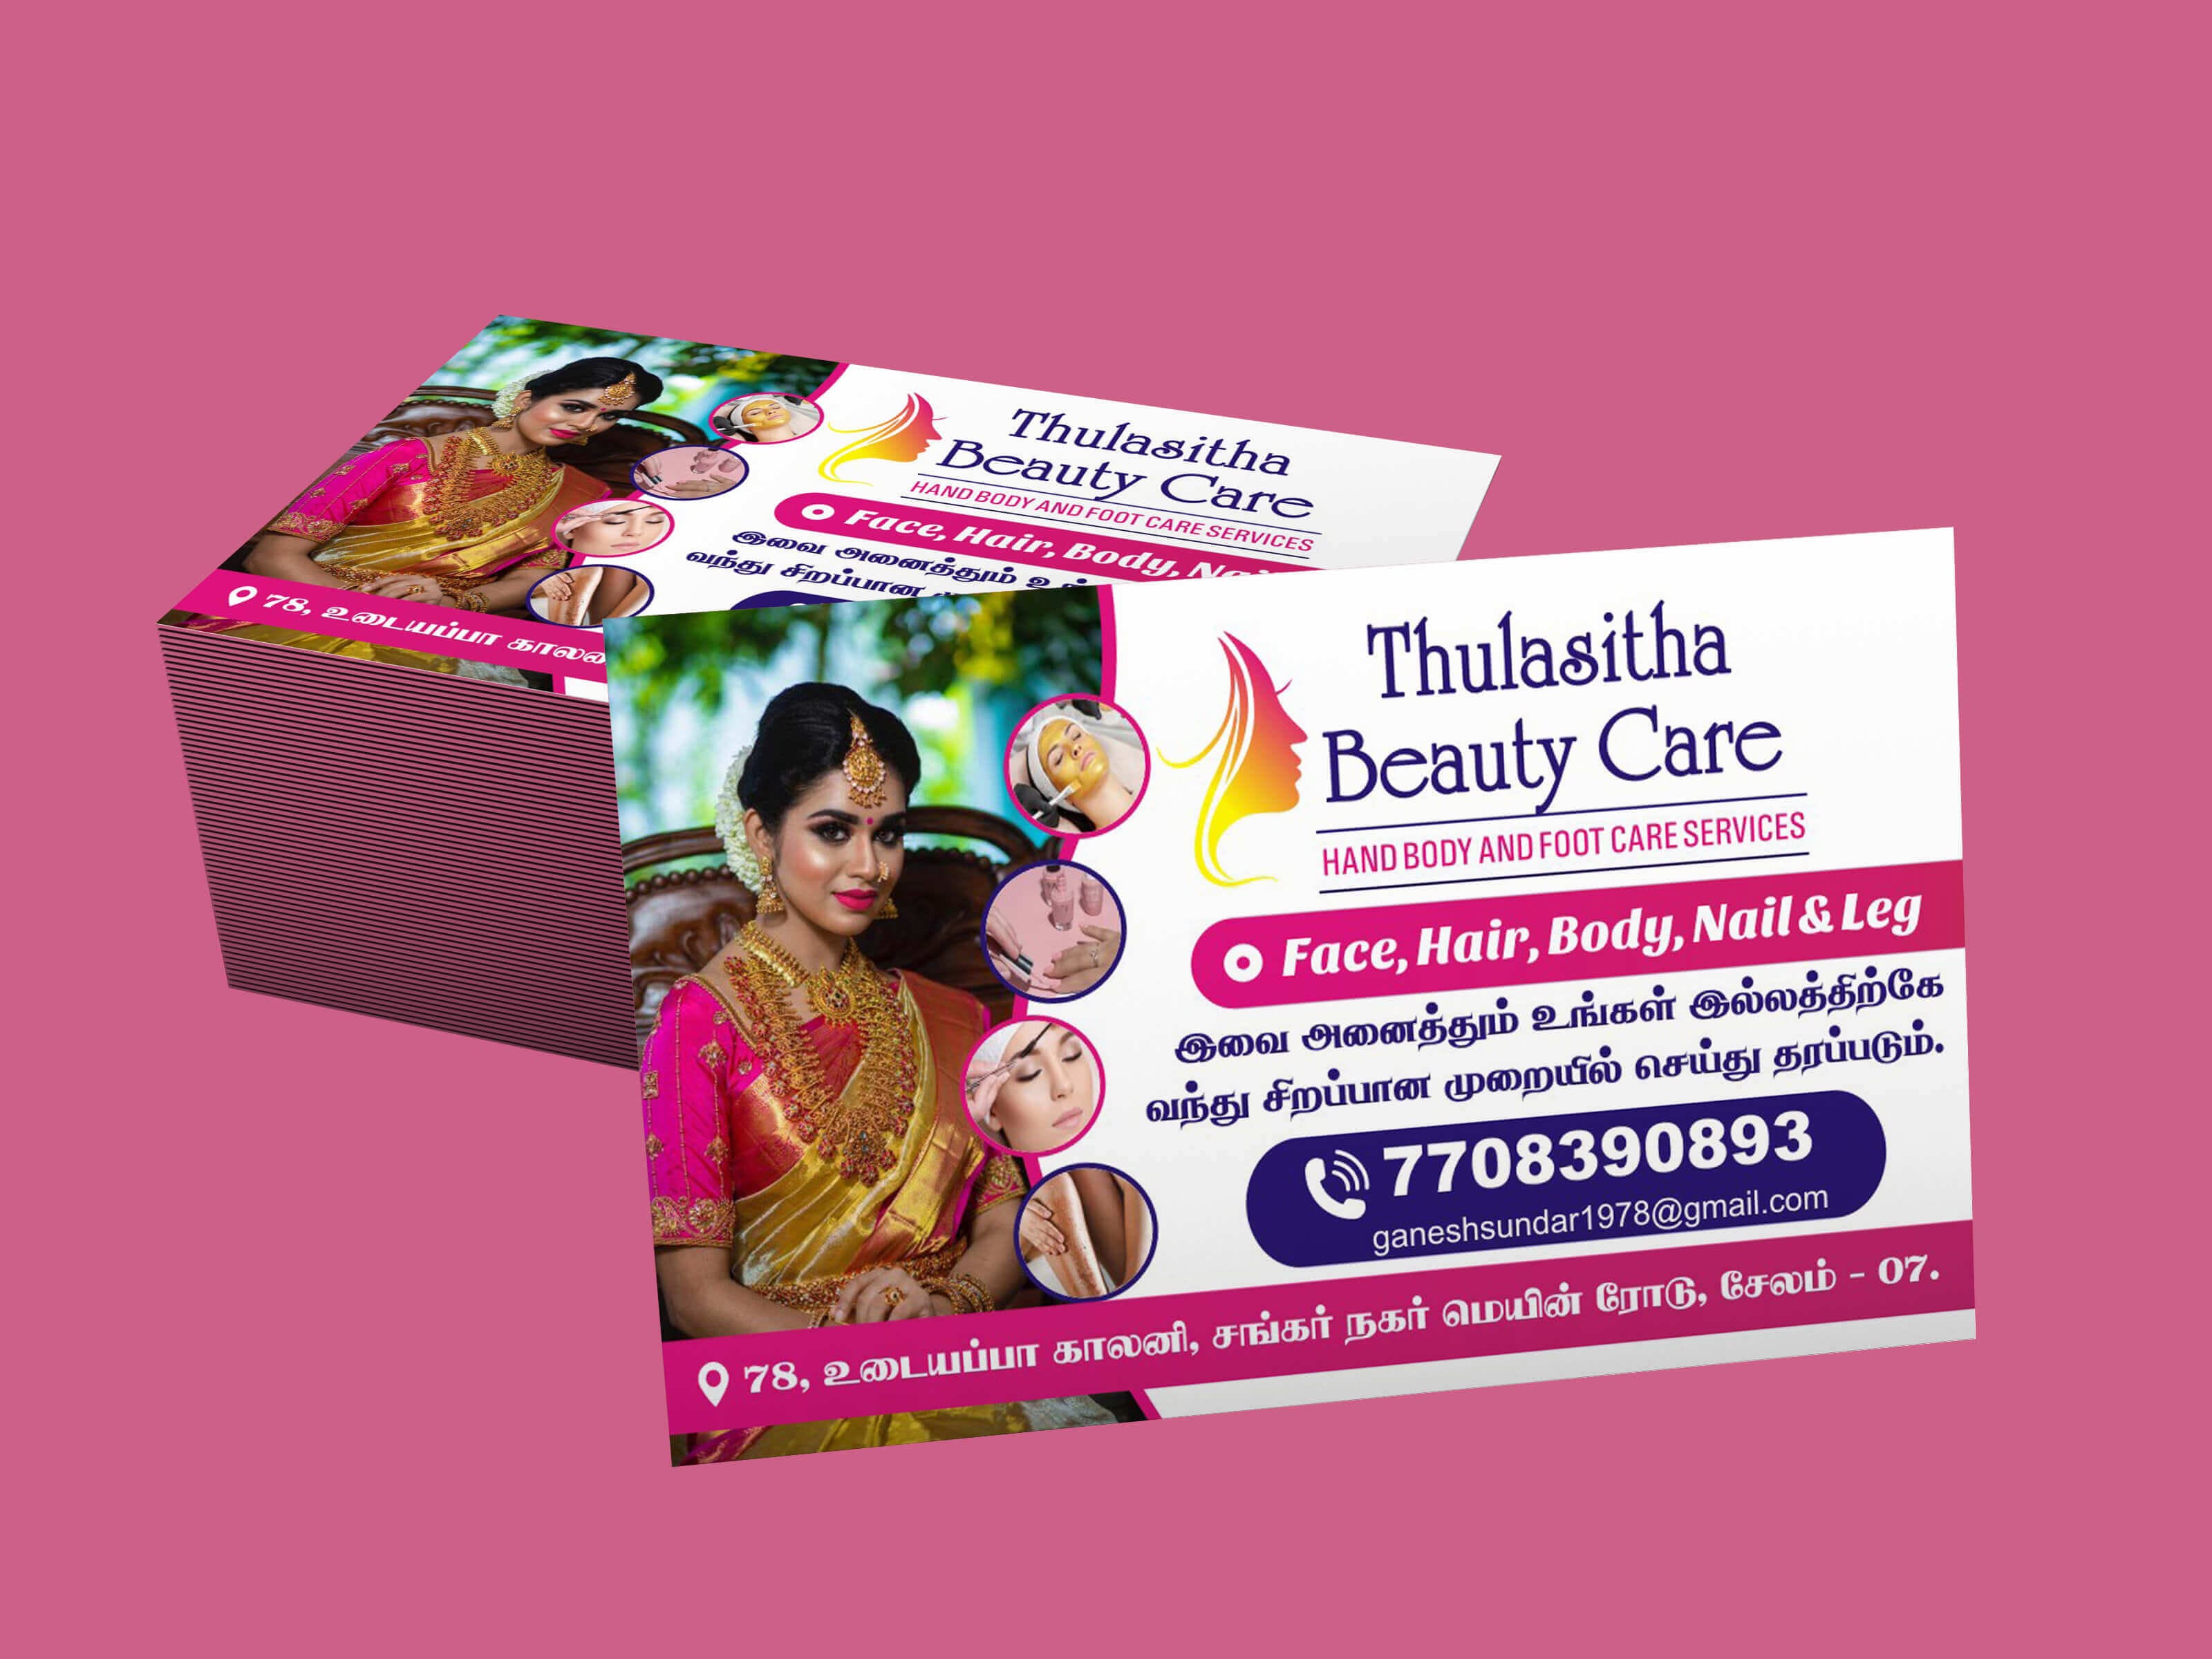 Thulasitha
Beauty Care
HAND BODY AND FOOT CARE SERVICES
Face, Hair, Body, Nail
இவை அனைத்தும்
வந்து சிறப்பான
78, உடையப்பா
Thulasitha
Beauty Care
HAND BODY AND FOOT CARE SERVICES
Face, Hair, Body, Nail & Leg
இவை அனைத்தும் உங்கள் இல்லத்திற்கே
வந்து சிறப்பான முறையில் செய்து தரப்படும்.
7708390893
ganeshsundar1978@gmail.com
78, உடையப்பா காலனி, சங்கர் நகர் மெயின் ரோடு, சேலம் - 07.